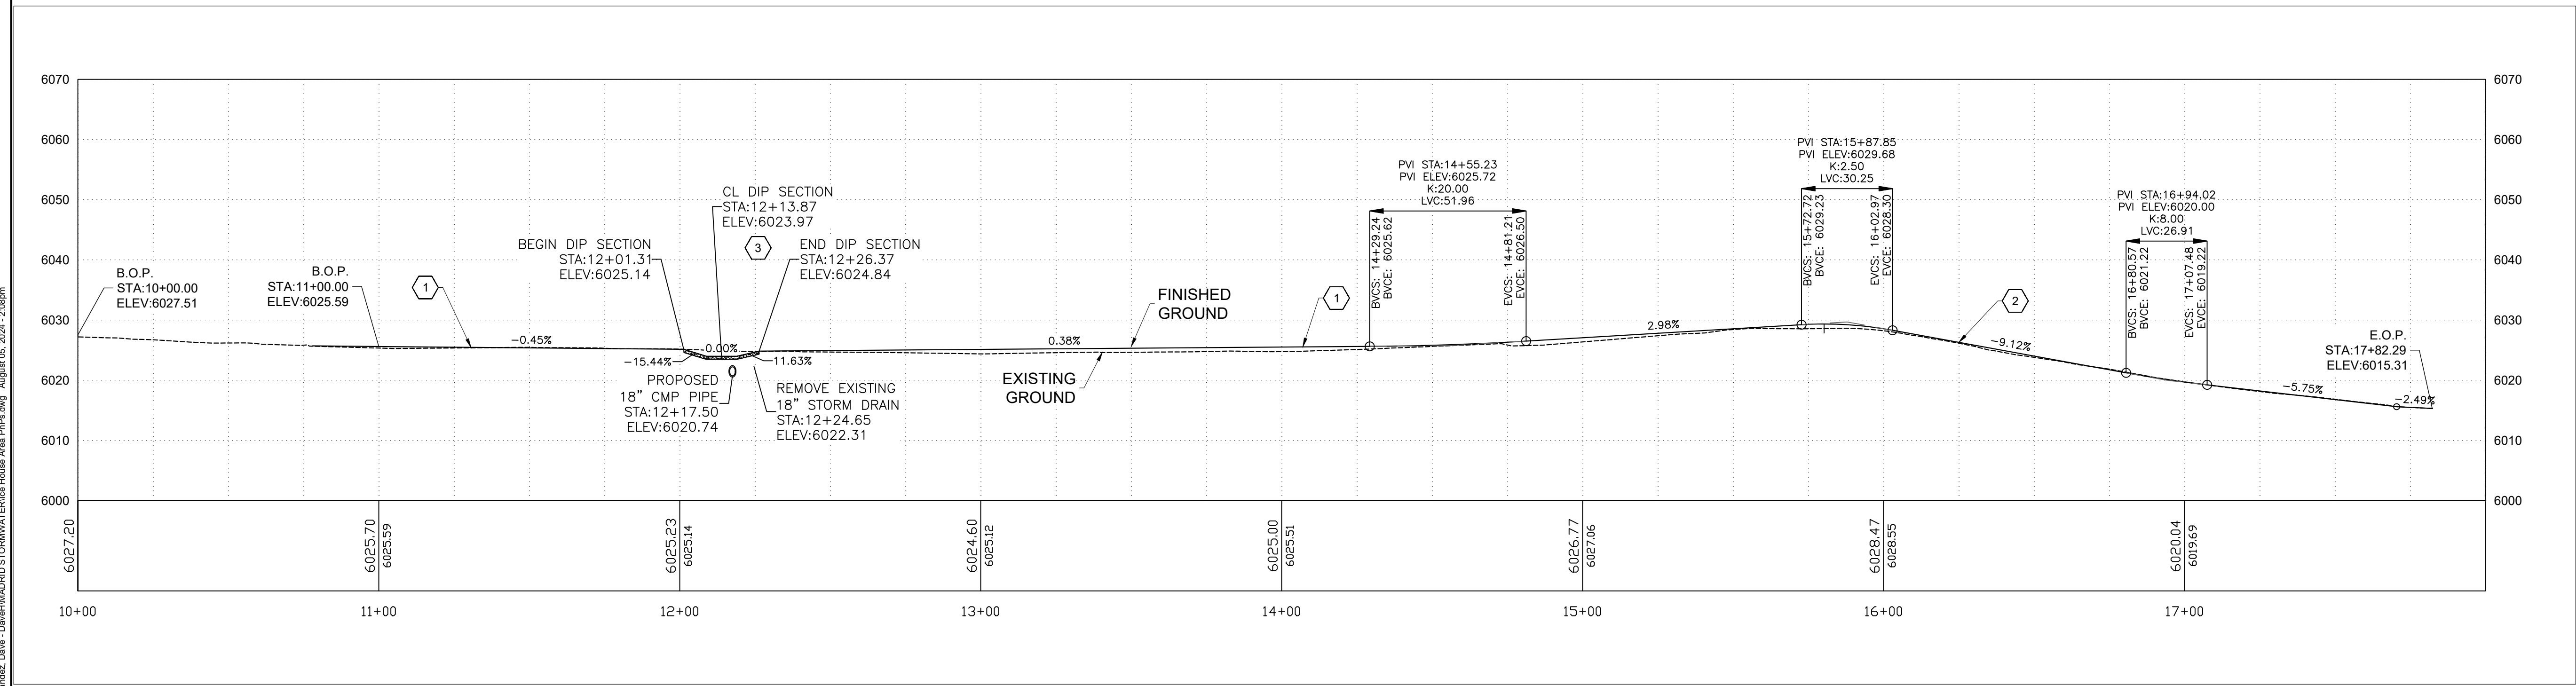 6070
6060
6050
6040
6030
6020
6010
6000
6070
6060
6050
6040
6030
6020
6010
6000
B.O.P.
STA:10+00.00
ELEV:6027.51
B.O.P.
STA:11+00.00
ELEV:6025.59
1
-0.45%
BEGIN DIP SECTION
STA:12+01.31
ELEV:6025.14
CL DIP SECTION
STA:12+13.87
ELEV:6023.97
3
END DIP SECTION
STA:12+26.37
ELEV:6024.84
0.00%
-15.44%
-11.63%
PROPOSED
18" CMP PIPE
STA:12+17.50
ELEV:6020.74
REMOVE EXISTING
18" STORM DRAIN
STA:12+24.65
ELEV:6022.31
0.38%
FINISHED
GROUND
EXISTING
GROUND
1
PVI STA:14+55.23
PVI ELEV:6025.72
K:20.00
LVC:51.96
BVCS: 14+29.24
BVCE: 6025.62
EVCS: 14+81.21
EVCE: 6026.50
2.98%
PVI STA:15+87.85
PVI ELEV:6029.68
K:2.50
LVC:30.25
BVCS: 15+72.72
BVCE: 6029.23
EVCS: 16+02.97
EVCE: 6028.30
2
-9.12%
PVI STA:16+94.02
PVI ELEV:6020.00
K:8.00
LVC:26.91
BVCS: 16+80.57
BVCE: 6021.22
EVCS: 17+07.48
EVCE: 6019.22
-5.75%
E.O.P.
STA:17+82.29
ELEV:6015.31
-2.49%
6027.20
6025.70
6025.59
6025.23
6025.14
6024.60
6025.12
6025.00
6025.51
6026.77
6027.06
6028.47
6028.55
6020.04
6019.69
10+00
11+00
12+00
13+00
14+00
15+00
16+00
17+00